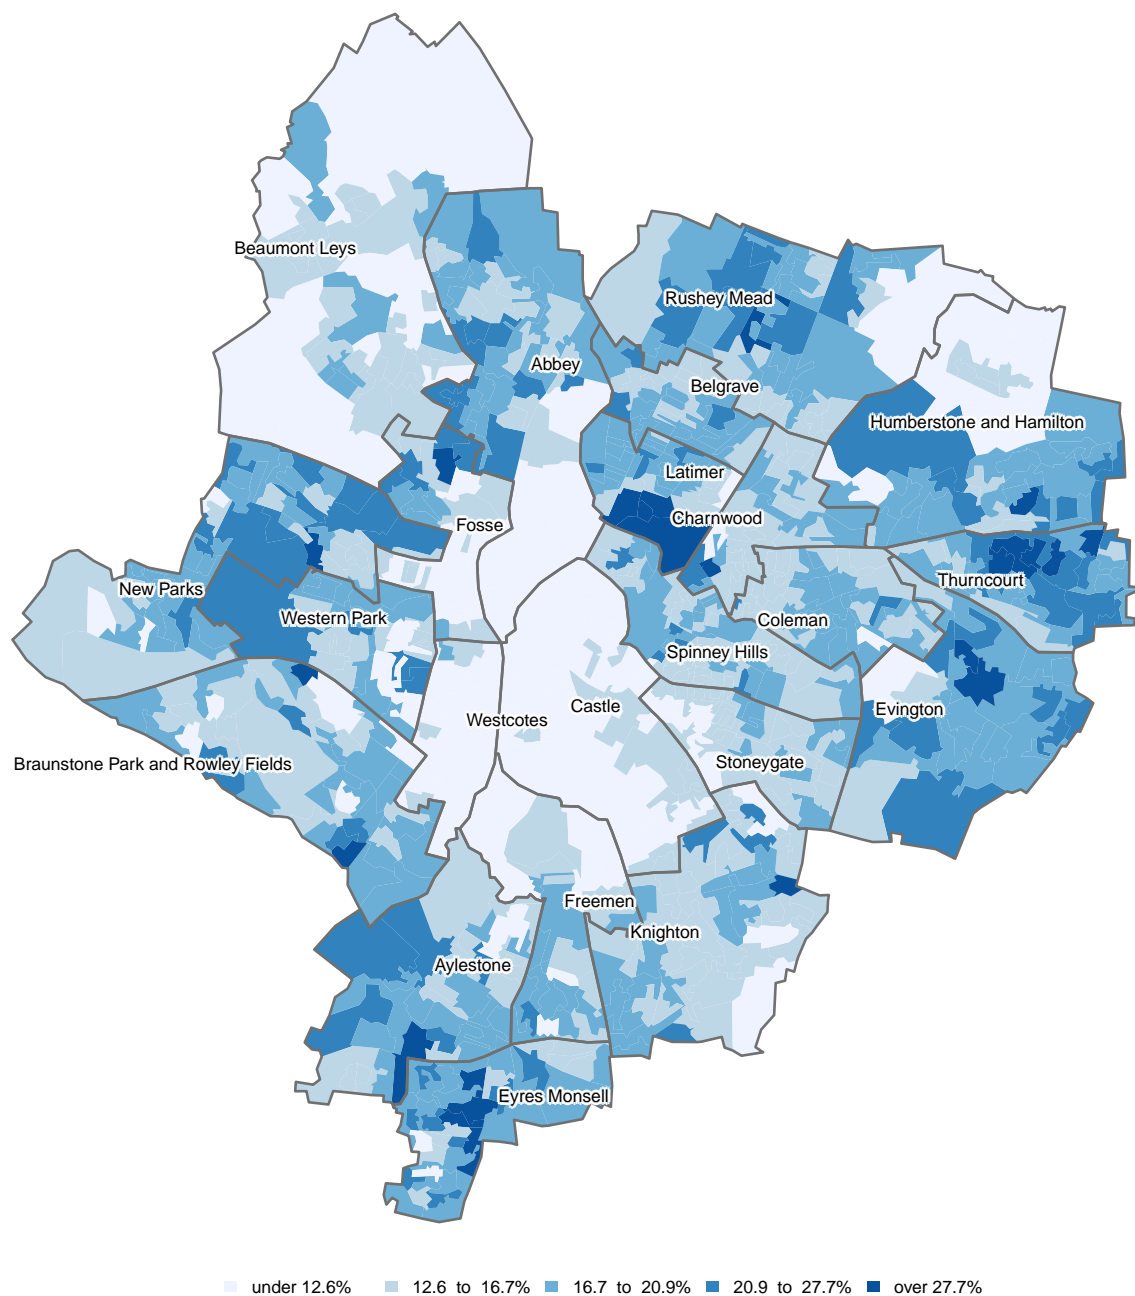 Beaumont Leys
Rushey Mead
Abbey
Belgrave
Humberstone and Hamilton
Latimer
Charnwood
Fosse
Thurncourt
New Parks
Western Park
Coleman
Spinney Hills
Castle
Evington
Westcotes
Stoneygate
Braunstone Park and Rowley Fields
Freemen
Knighton
Aylestone
Eyres Monsell
under 12.6% 12.6 to 16.7% 16.7 to 20.9% 20.9 to 27.7% over 27.7%